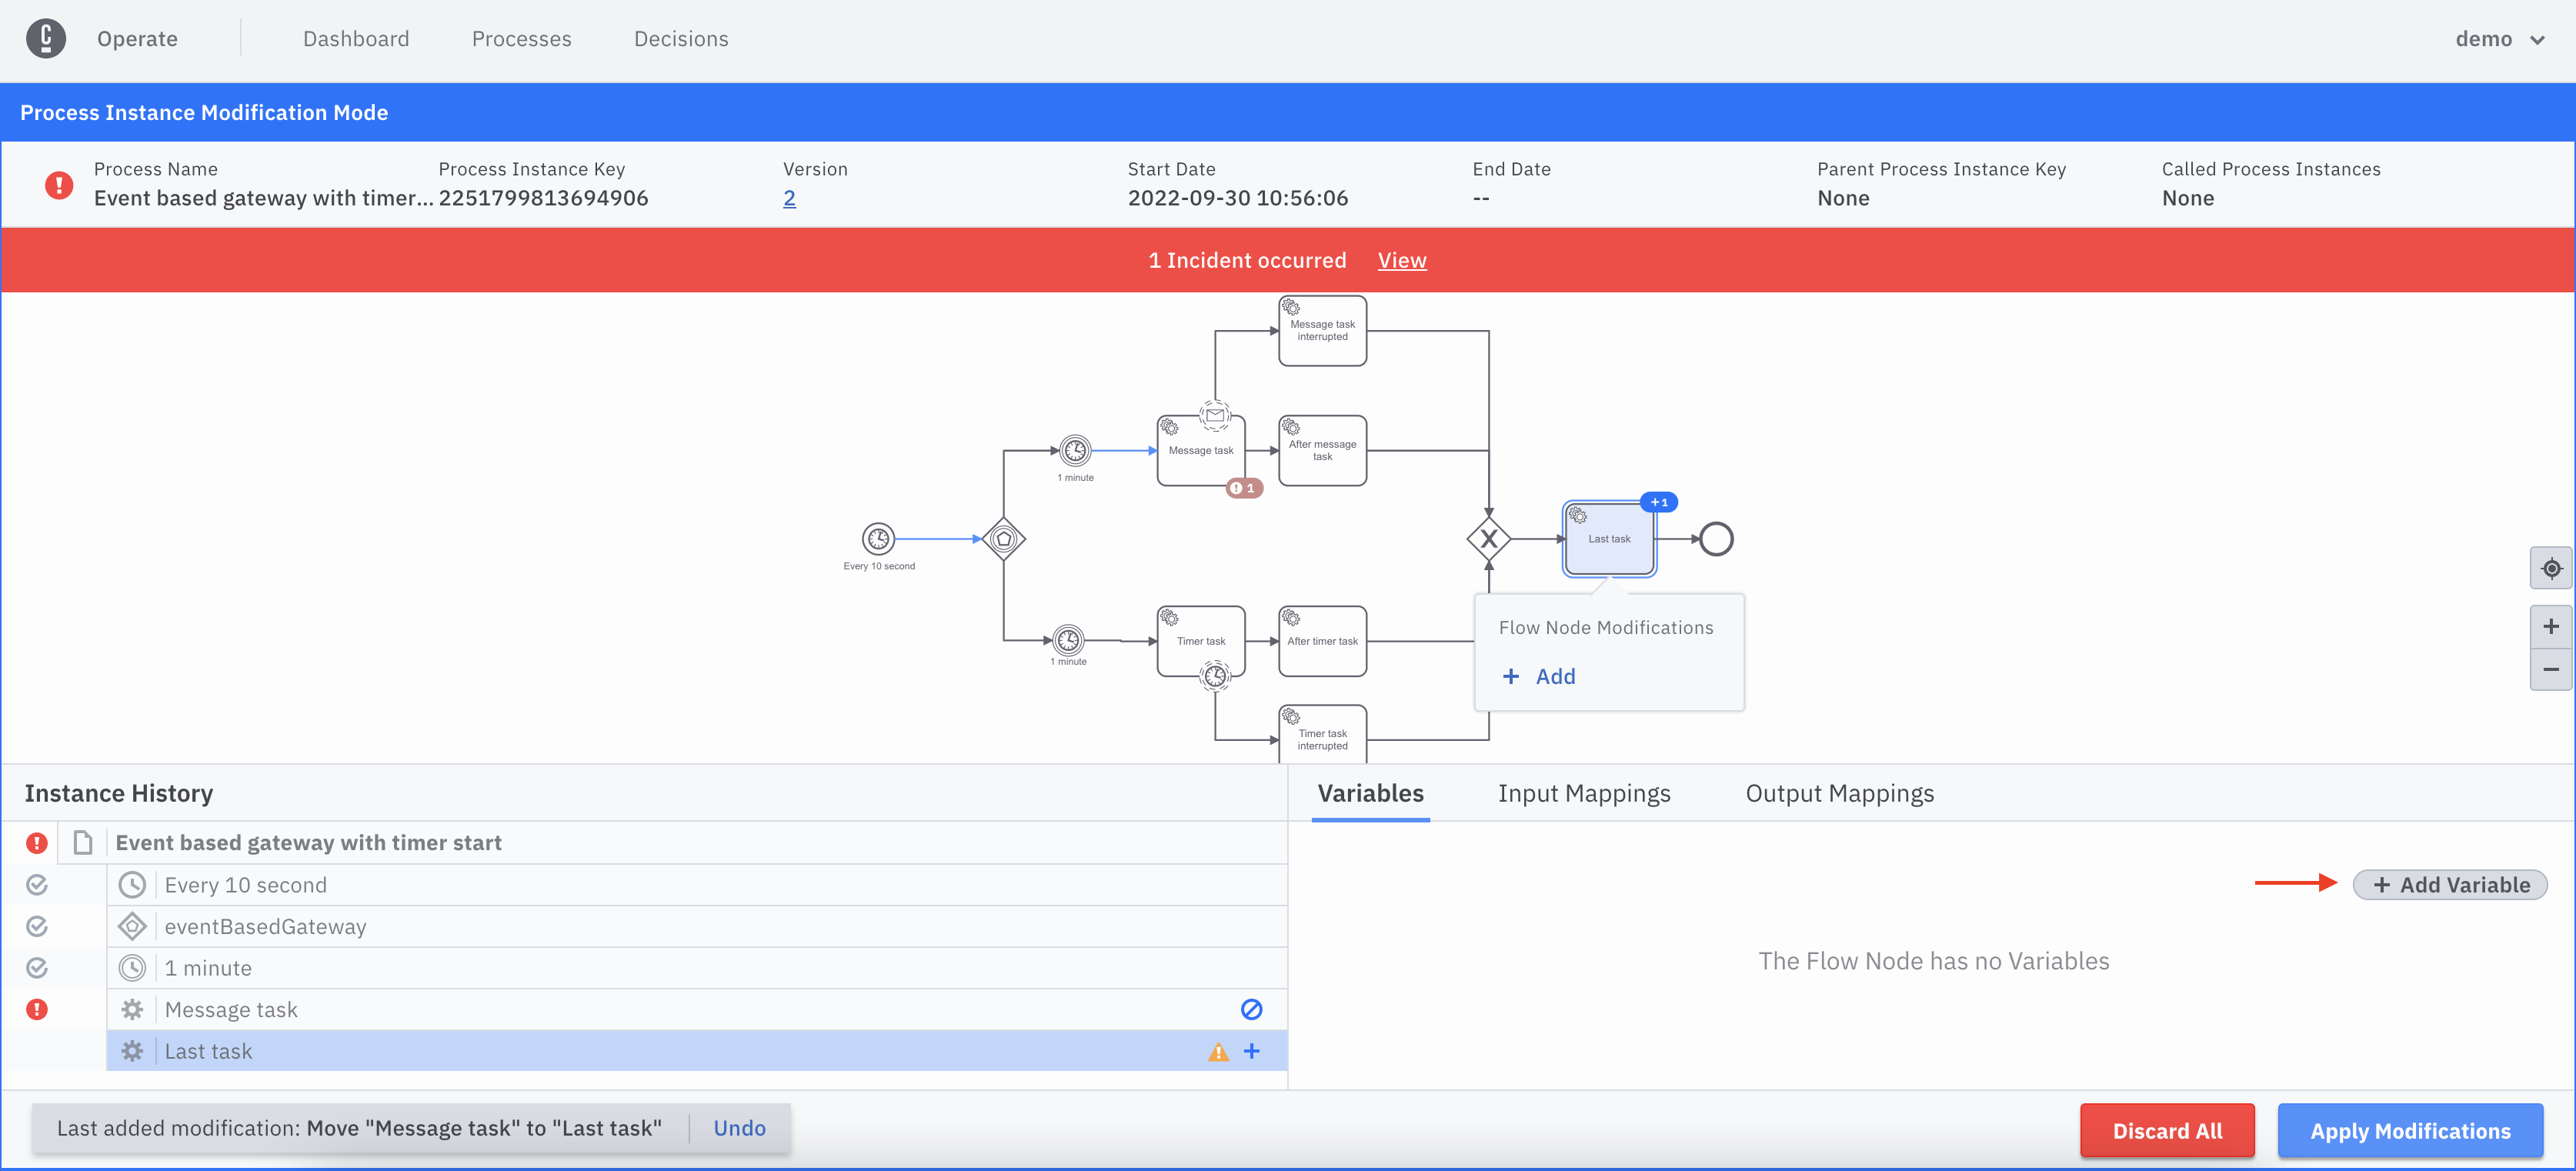 Operate
Dashboard
Processes
Decisions
demo
Process Instance Modification Mode
Process Name
Event based gateway with timer...
Process Instance Key
2251799813694906
Version
2
Start Date
2022-09-30 10:56:06
End Date
--
Parent Process Instance Key
None
Called Process Instances
None
1 Incident occurred View
Message task
interrupted
Message task
After message
task
1 minute
1
+1
Every 10 second
Last task
Timer task
After timer task
1 minute
Flow Node Modifications
+ Add
Timer task
interrupted
Instance History
Event based gateway with timer start
Every 10 second
eventBasedGateway
1 minute
Message task
Last task
Variables
Input Mappings
Output Mappings
+ Add Variable
The Flow Node has no Variables
Last added modification: Move "Message task" to "Last task"
Undo
Discard All
Apply Modifications